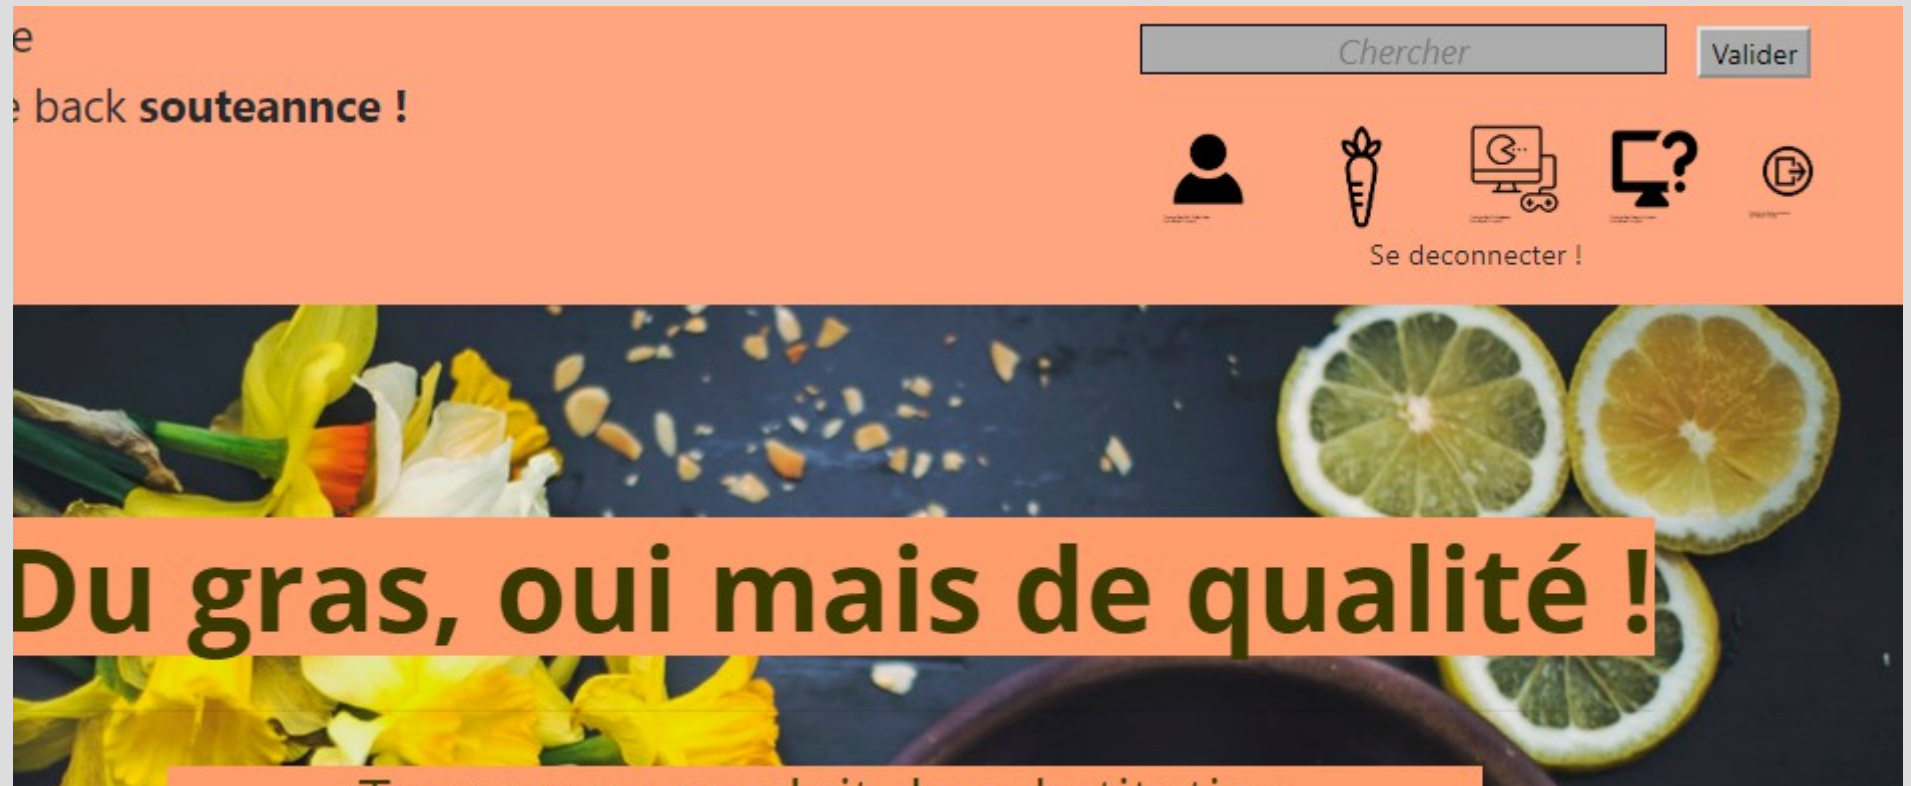 e
back souteannce !
Chercher
Valider
Se deconnecter !
Du gras, oui mais de qualité !